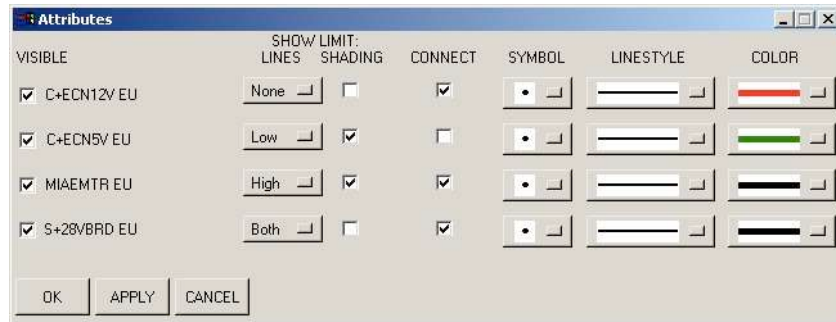 Attributes
SHOW LIMIT:
VISIBLE LINES SHADING CONNECT SYMBOL LINESTYLE COLOR
C+ECN12V EU None
C+ECN5V EU Low
MIAEMTR EU High
S+28VBRD EU Both
OK APPLY CANCEL